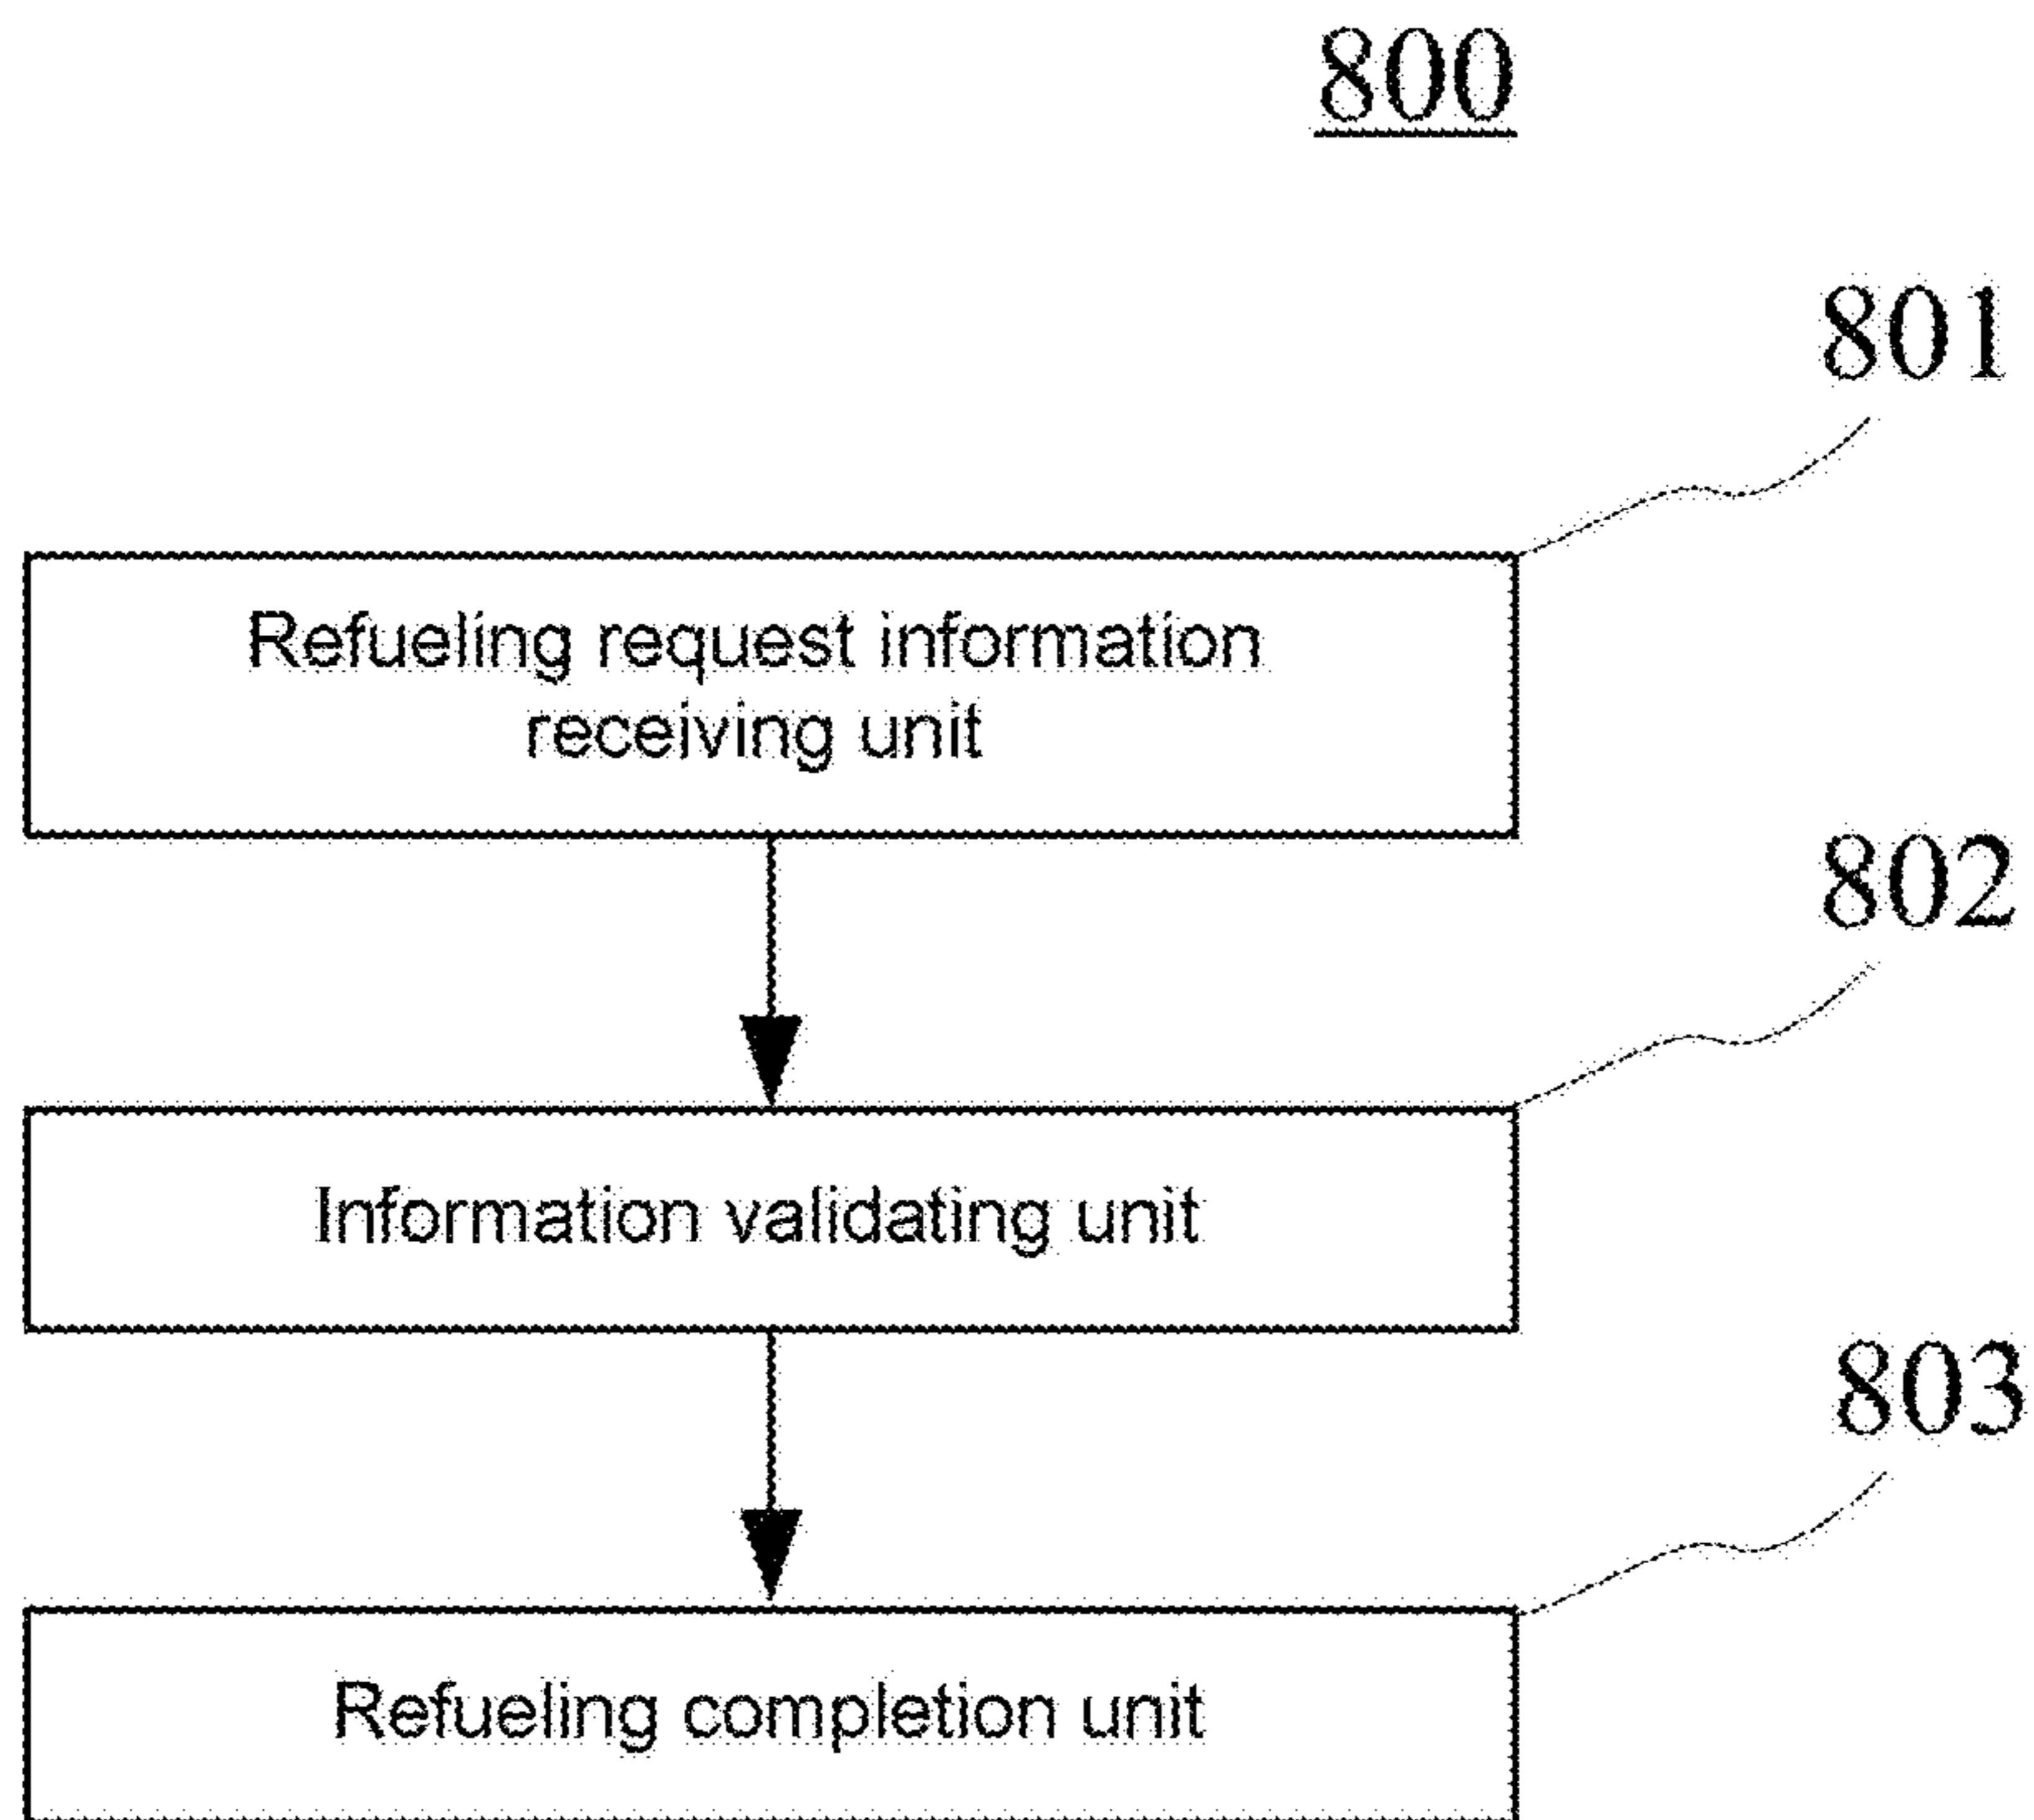 800
801
Refueling request information
receiving unit
802
Information validating unit
803
Refueling completion unit